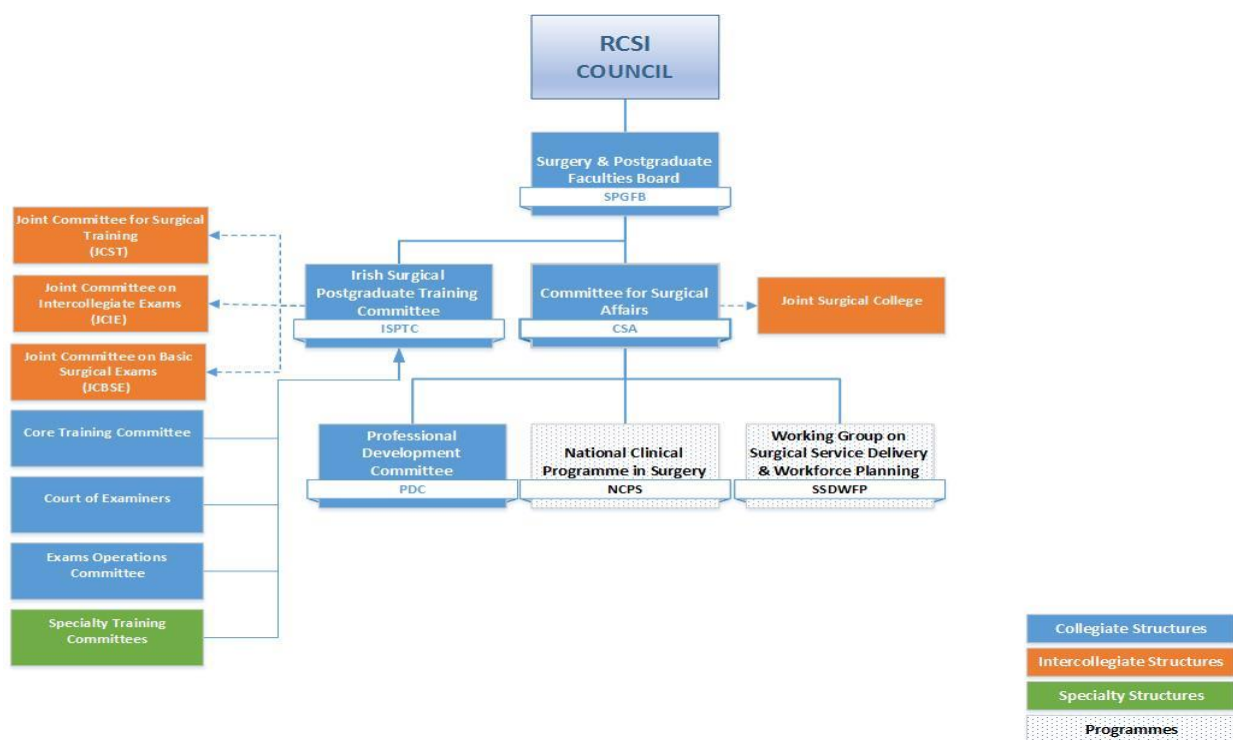 RCSI
COUNCIL
Surgery & Postgraduate
Faculties Board
SPGFB
Joint Committee for Surgical
Training
(JCST)
Joint Committee on
Intercollegiate Exams
(JCIE)
Joint Committee on Basic
Surgical Exams
(JCBSE)
Irish Surgical
Postgraduate Training
Committee
ISPTC
Committee for Surgical
Affairs
CSA
Joint Surgical College
Core Training Committee
Court of Examiners
Exams Operations
Committee
Specialty Training
Committees
Professional
Development
Committee
PDC
National Clinical
Programme in Surgery
NCPS
Working Group on
Surgical Service Delivery
& Workforce Planning
SSDWFP
Collegiate Structures
Intercollegiate Structures
Specialty Structures
Programmes